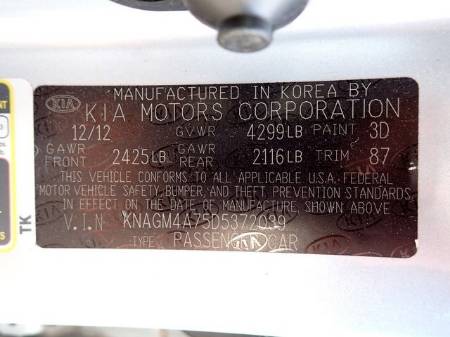 MANUFACTURED IN KOREA BY
KIA KIA MOTORS CORPORATION
12/12 GVWR 4299LB PAINT 3D
GAWR FRONT 2425LB GAWR REAR 2116LB TRIM 87
THIS VEHICLE CONFORMS TO ALL APPLICABLE U.S.A. FEDERAL
MOTOR VEHICLE SAFETY, BUMPER, AND THEFT PREVENTION STANDARDS
IN EFFECT ON THE DATE OF MANUFACTURE SHOWN ABOVE
V.I.N KNAGM4A75D5372039
TYPE: PASSENGER CAR
TK